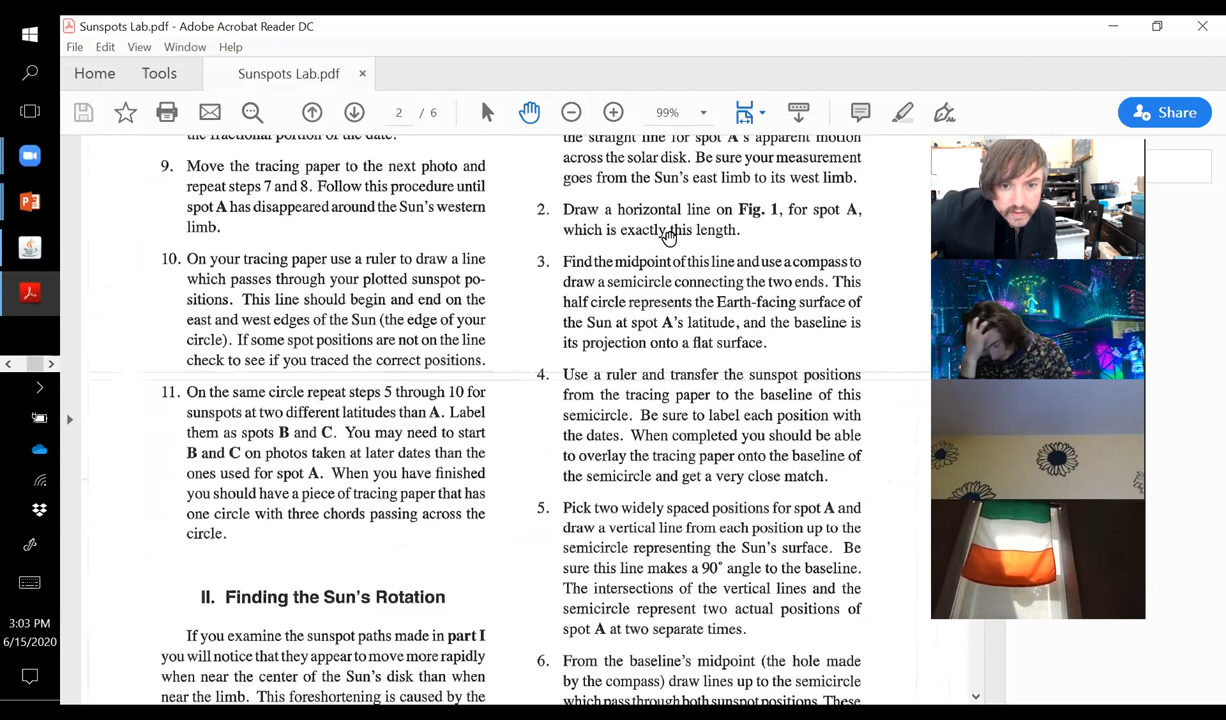 Sunspots Lab.pdf - Adobe Acrobat Reader DC
File Edit View Window Help
Home Tools Sunspots Lab.pdf ×
2 / 6 99% Share
the fractional portion of the date.
9. Move the tracing paper to the next photo and
repeat steps 7 and 8. Follow this procedure until
spot A has disappeared around the Sun's western
limb.
10. On your tracing paper use a ruler to draw a line
which passes through your plotted sunspot po-
sitions. This line should begin and end on the
east and west edges of the Sun (the edge of your
circle). If some spot positions are not on the line
check to see if you traced the correct positions.
11. On the same circle repeat steps 5 through 10 for
sunspots at two different latitudes than A. Label
them as spots B and C. You may need to start
B and C on photos taken at later dates than the
ones used for spot A. When you have finished
you should have a piece of tracing paper that has
one circle with three chords passing across the
circle.
II. Finding the Sun's Rotation
If you examine the sunspot paths made in part I
you will notice that they appear to move more rapidly
when near the center of the Sun's disk than when
near the limb. This foreshortening is caused by the
the straight line for spot A's apparent motion
across the solar disk. Be sure your measurement
goes from the Sun's east limb to its west limb.
2. Draw a horizontal line on Fig. 1, for spot A,
which is exactly this length.
3. Find the midpoint of this line and use a compass to
draw a semicircle connecting the two ends. This
half circle represents the Earth-facing surface of
the Sun at spot A's latitude, and the baseline is
its projection onto a flat surface.
4. Use a ruler and transfer the sunspot positions
from the tracing paper to the baseline of this
semicircle. Be sure to label each position with
the dates. When completed you should be able
to overlay the tracing paper onto the baseline of
the semicircle and get a very close match.
5. Pick two widely spaced positions for spot A and
draw a vertical line from each position up to the
semicircle representing the Sun's surface. Be
sure this line makes a 90° angle to the baseline.
The intersections of the vertical lines and the
semicircle represent two actual positions of
spot A at two separate times.
6. From the baseline's midpoint (the hole made
by the compass) draw lines up to the semicircle
which pass through both sunspot positions. These
3:03 PM
6/15/2020